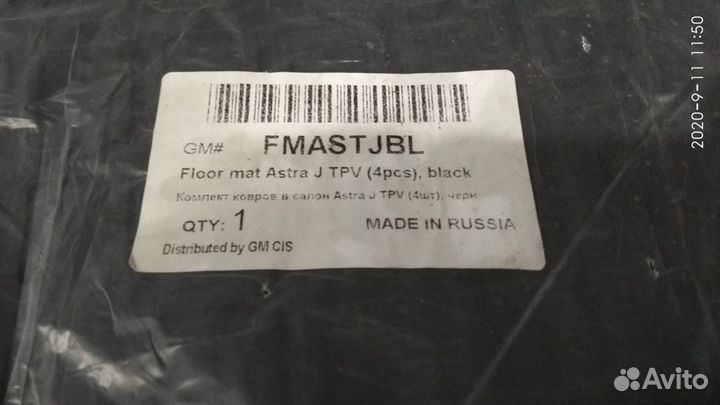 GM# FMASTJBL
Floor mat Astra J TPV (4pcs), black
Комплект ковров в салон Astra J TPV (4шт), черн
QTY: 1 MADE IN RUSSIA
Distributed by GM CIS
2020-9-11 11:50
Avito